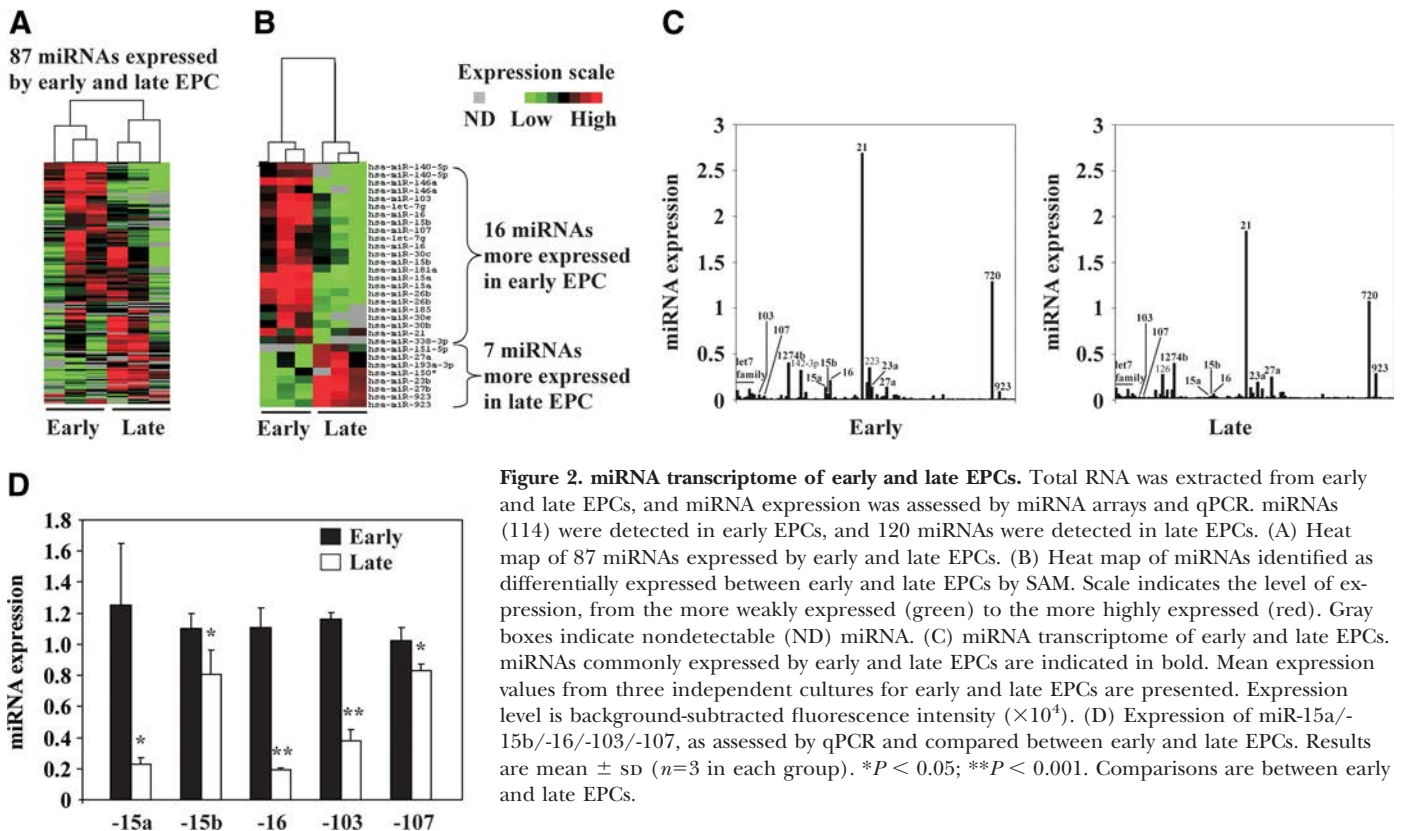 A
87 miRNAs expressed
by early and late EPC
Early Late
B
Expression scale
ND Low High
hsa-miR-140-5p
hsa-miR-140-5p
hsa-miR-146a
hsa-miR-146a
hsa-miR-103
hsa-let-7g
hsa-miR-16
hsa-miR-15b
hsa-miR-107
hsa-let-7g
hsa-miR-16
hsa-miR-30c
hsa-miR-15b
hsa-miR-181a
hsa-miR-15a
hsa-miR-15a
hsa-miR-26b
hsa-miR-26b
hsa-miR-185
hsa-miR-30e
hsa-miR-30b
hsa-miR-21
hsa-miR-338-3p
hsa-miR-151-5p
hsa-miR-27a
hsa-miR-193a-3p
hsa-miR-150*
hsa-miR-23b
hsa-miR-27b
hsa-miR-923
hsa-miR-923
16 miRNAs
more expressed
in early EPC
7 miRNAs
more expressed
in late EPC
Early Late
C
miRNA expression
3
2.5
2
1.5
1
0.5
0
let7
family
103
107
1274b
142-3p
15a
15b
16
21
223
23a
27a
720
923
Early
miRNA expression
3
2.5
2
1.5
1
0.5
0
let7
family
103
107
1274b
126
15a
15b
16
21
23a
27a
720
923
Late
D
miRNA expression
1.8
1.6
1.4
1.2
1.0
0.8
0.6
0.4
0.2
0
Early
Late
*
*
**
**
*
-15a -15b -16 -103 -107
Figure 2. miRNA transcriptome of early and late EPCs. Total RNA was extracted from early
and late EPCs, and miRNA expression was assessed by miRNA arrays and qPCR. miRNAs
(114) were detected in early EPCs, and 120 miRNAs were detected in late EPCs. (A) Heat
map of 87 miRNAs expressed by early and late EPCs. (B) Heat map of miRNAs identified as
differentially expressed between early and late EPCs by SAM. Scale indicates the level of ex-
pression, from the more weakly expressed (green) to the more highly expressed (red). Gray
boxes indicate nondetectable (ND) miRNA. (C) miRNA transcriptome of early and late EPCs.
miRNAs commonly expressed by early and late EPCs are indicated in bold. Mean expression
values from three independent cultures for early and late EPCs are presented. Expression
level is background-subtracted fluorescence intensity (×10⁴). (D) Expression of miR-15a/-
15b/-16/-103/-107, as assessed by qPCR and compared between early and late EPCs. Results
are mean ± SD (n=3 in each group). *P < 0.05; **P < 0.001. Comparisons are between early
and late EPCs.